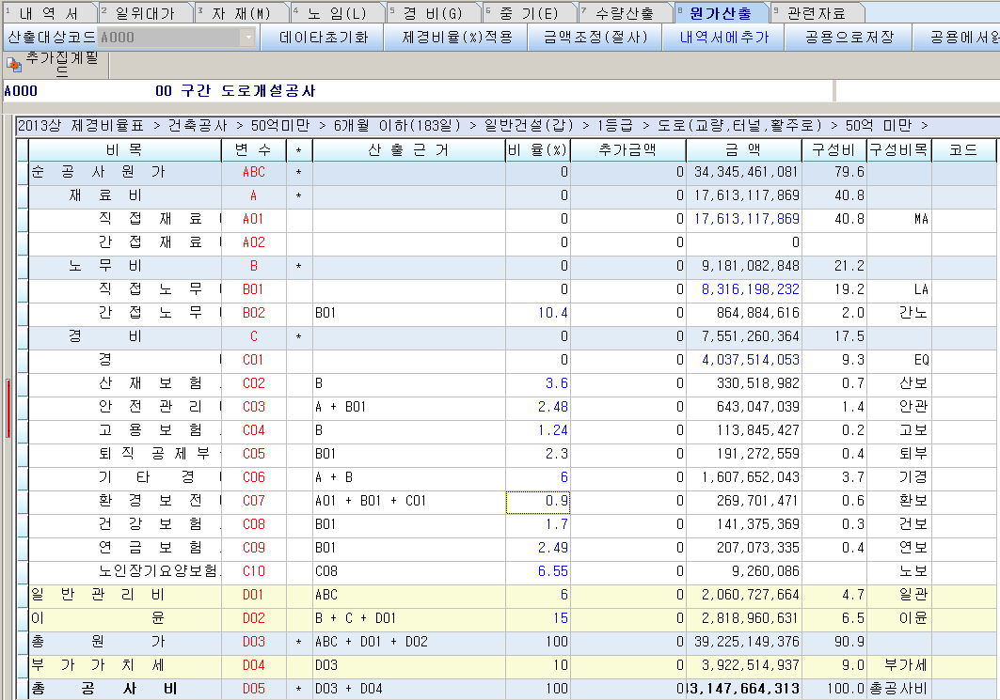 1 내 역 서 2 일위대가 3 자 재(M) 4 노 임(L) 5 경 비(G) 6 중 기(E) 7 수량산출 8 원가산출 9 관련자료
산출대상코드 A000 데이타초기화 제경비율(%)적용 금액조정(절사) 내역서에추가 공용으로저장 공용에서
추가집계필
드
A000 00 구간 도로개설공사
2013상 제경비율표 > 건축공사 > 50억미만 > 6개월 이하(183일) > 일반건설(갑) > 1등급 > 도로(교량,터널,활주로) > 50억 미만 >
비 목 변 수 * 산 출 근 거 비 율(%) 추가금액 금 액 구성비 구성비목 코드
순 공 사 원 가 ABC * 0 0 34,345,461,081 79.6
재 료 비 A * 0 0 17,613,117,869 40.8
직 접 재 료 A01 0 0 17,613,117,869 40.8 MA
간 접 재 료 A02 0 0 0
노 무 비 B * 0 0 9,181,082,848 21.2
직 접 노 무 B01 0 0 8,316,198,232 19.2 LA
간 접 노 무 B02 B01 10.4 0 864,884,616 2.0 간노
경 비 C * 0 0 7,551,260,364 17.5
경 C01 0 0 4,037,514,053 9.3 EQ
산 재 보 험 C02 B 3.6 0 330,518,982 0.7 산보
안 전 관 리 C03 A + B01 2.48 0 643,047,039 1.4 안관
고 용 보 험 C04 B 1.24 0 113,845,427 0.2 고보
퇴 직 공 제 부 C05 B01 2.3 0 191,272,559 0.4 퇴부
기 타 경 C06 A + B 6 0 1,607,652,043 3.7 기경
환 경 보 전 C07 A01 + B01 + C01 0.9 0 269,701,471 0.6 환보
건 강 보 험 C08 B01 1.7 0 141,375,369 0.3 건보
연 금 보 험 C09 B01 2.49 0 207,073,335 0.4 연보
노인장기요양보험 C10 C08 6.55 0 9,260,086 노보
일 반 관 리 비 D01 ABC 6 0 2,060,727,664 4.7 일관
이 윤 D02 B + C + D01 15 0 2,818,960,631 6.5 이윤
총 원 가 D03 * ABC + D01 + D02 100 0 39,225,149,376 90.9
부 가 가 치 세 D04 D03 10 0 3,922,514,937 9.0 부가세
총 공 사 비 D05 * D03 + D04 100 0 3,147,664,313 100.0 총공사비